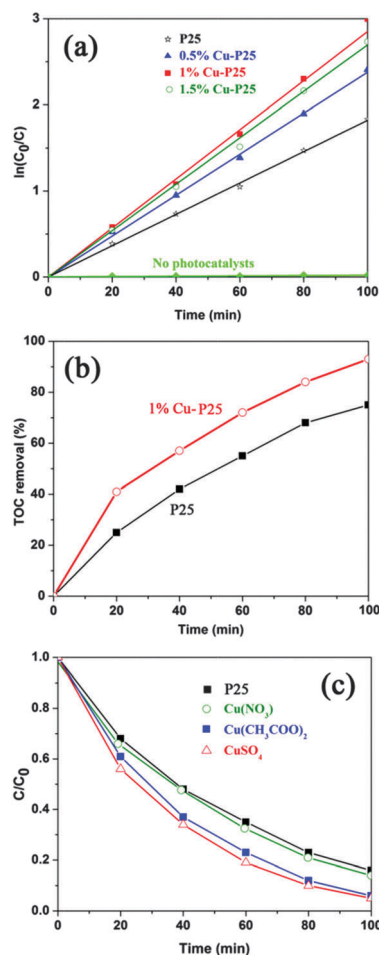 (a)
P25
0.5% Cu-P25
1% Cu-P25
1.5% Cu-P25
No photocatalysts
ln(C0/C)
3
2
1
0
0 20 40 60 80 100
Time (min)
(b)
1% Cu-P25
P25
TOC removal (%)
100
80
60
40
20
0
0 20 40 60 80 100
Time (min)
(c)
P25
Cu(NO3)
Cu(CH3COO)2
CuSO4
C/C0
1.0
0.8
0.6
0.4
0.2
0.0
0 20 40 60 80 100
Time (min)